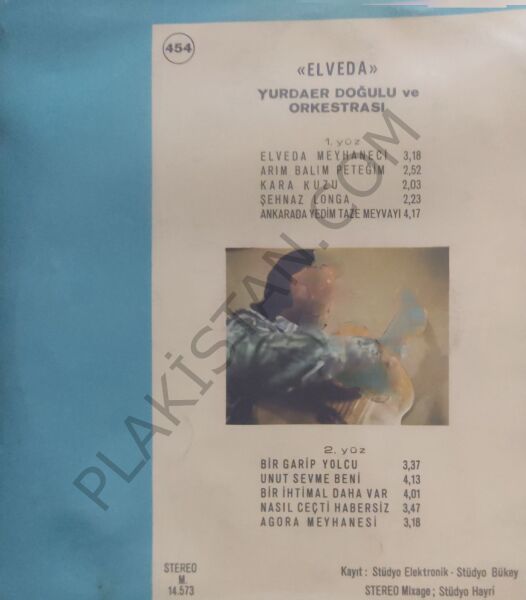 454
«ELVEDA»
YURDAER DOĞULU ve
ORKESTRASI
1. yüz
ELVEDA MEYHANECİ 3,18
ARIM BALIM PETEĞİM 2,52
KARA KUZU 2,03
ŞEHNAZ LONGA 2,23
ANKARADA YEDİM TAZE MEYVAYI 4,17
2. yüz
BİR GARİP YOLCU 3,37
UNUT SEVME BENİ 4,13
BİR İHTİMAL DAHA VAR 4,01
NASIL GEÇTİ HABERSİZ 3,47
AGORA MEYHANESİ 3,18
STEREO
M.
14.573
Kayıt: Stüdyo Elektronik - Stüdyo Bükey
STEREO Mixage; Stüdyo Hayri
PLAKİSTAN.COM